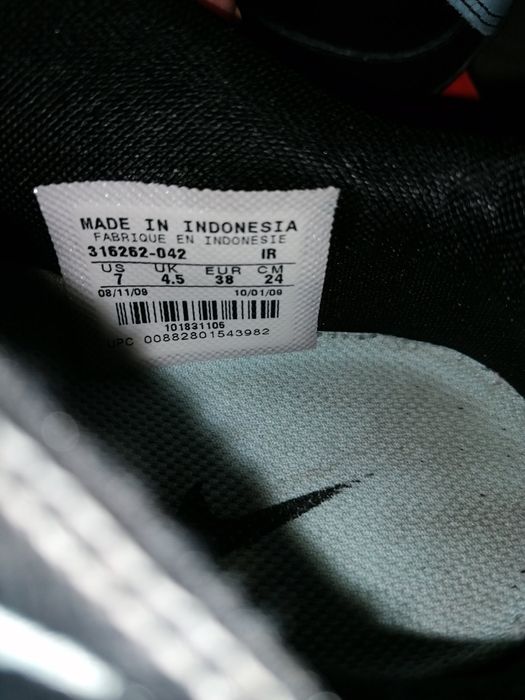 MADE IN INDONESIA
FABRIQUE EN INDONESIE
316262-042 IR
US UK EUR CM
7 4.5 38 24
08/11/09 10/01/09
101831106
UPC 00882801543982